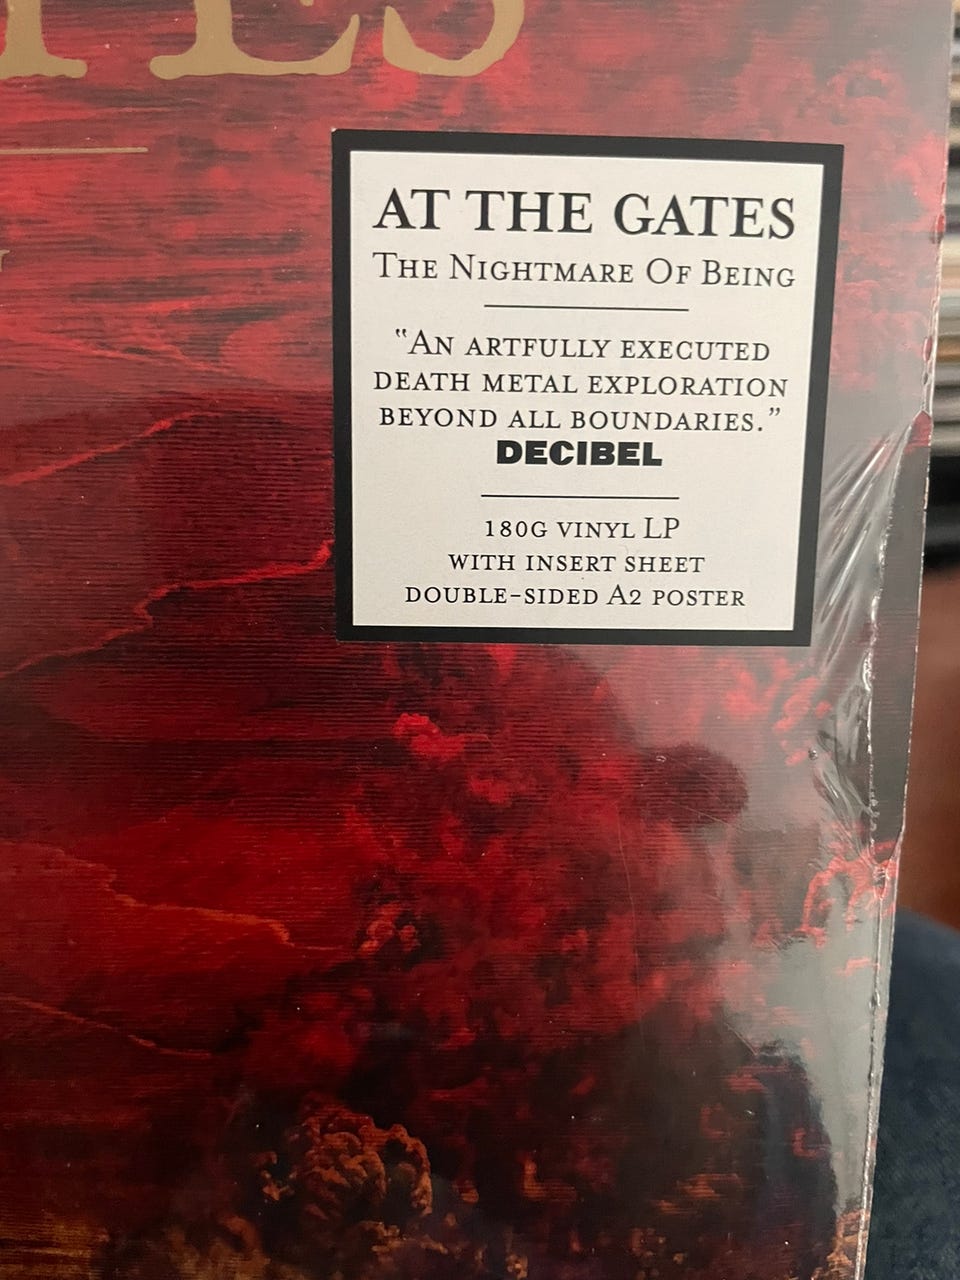 AT THE GATES
THE NIGHTMARE OF BEING
"AN ARTFULLY EXECUTED
DEATH METAL EXPLORATION
BEYOND ALL BOUNDARIES."
DECIBEL
180G VINYL LP
WITH INSERT SHEET
DOUBLE-SIDED A2 POSTER